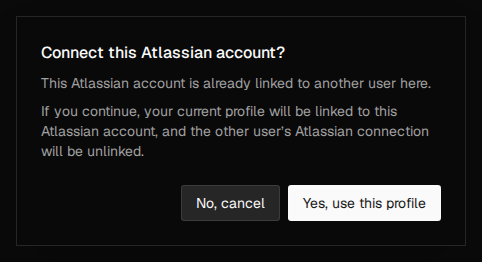 Connect this Atlassian account?
This Atlassian account is already linked to another user here.
If you continue, your current profile will be linked to this
Atlassian account, and the other user's Atlassian connection
will be unlinked.
No, cancel
Yes, use this profile